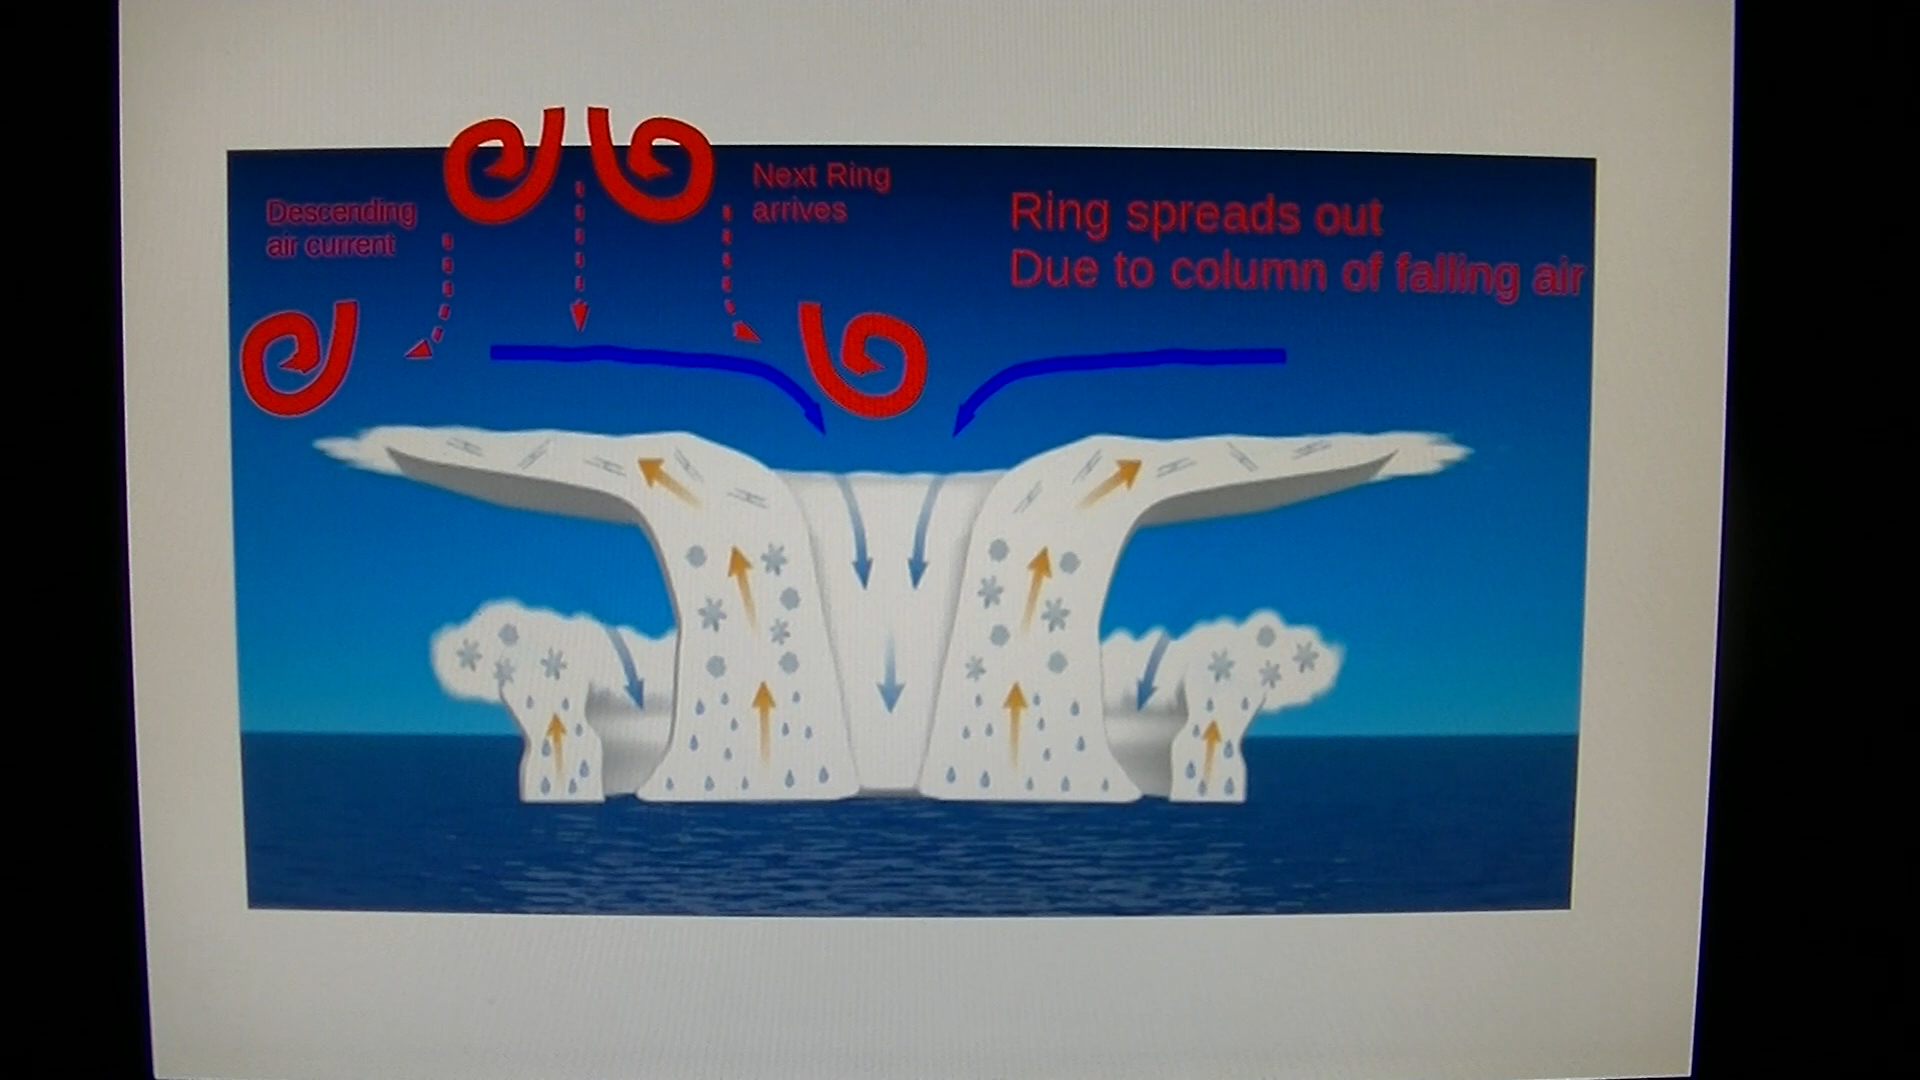 Descending
air current
Next Ring
arrives
Ring spreads out
Due to column of falling air